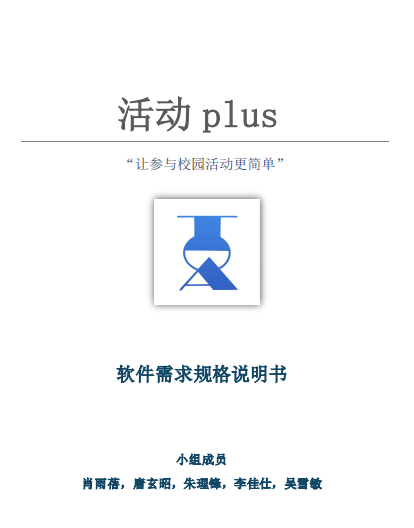 活动 plus
“让参与校园活动更简单”
软件需求规格说明书
小组成员
肖雨蓓，唐玄昭，朱理锋，李佳仕，吴雪敏